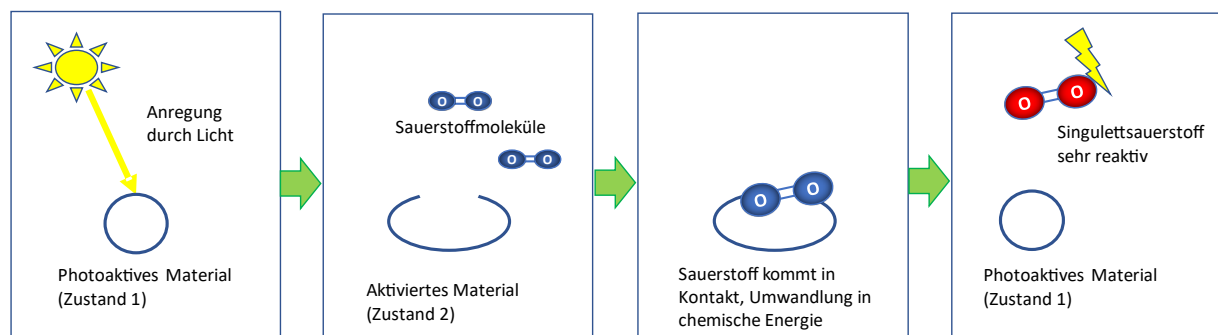 Anregung
durch Licht
Photoaktives Material
(Zustand 1)
O O
Sauerstoffmoleküle
O O
Aktiviertes Material
(Zustand 2)
O O
Sauerstoff kommt in
Kontakt, Umwandlung in
chemische Energie
O O
Singulettsauerstoff
sehr reaktiv
Photoaktives Material
(Zustand 1)